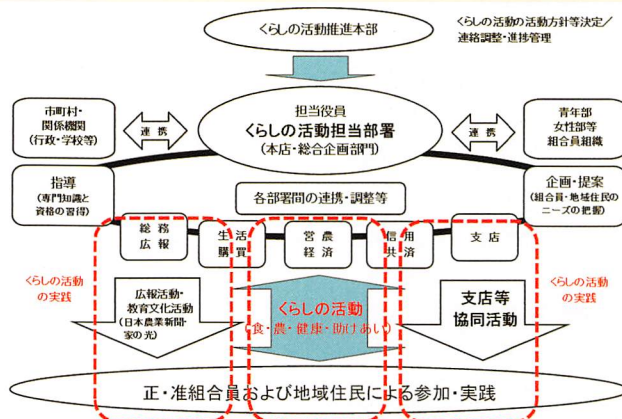 くらしの活動推進本部
くらしの活動の活動方針等決定／
連絡調整・進捗管理
市町村・
関係機関
(行政・学校等)
連携
担当役員
くらしの活動担当部署
(本店・総合企画部門)
連携
青年部
女性部等
組合員組織
指導
(専門知識と
資格の習得)
各部署間の連携・調整等
企画・提案
(組合員・地域住民の
ニーズの把握)
総務
広報
生活
購買
営農
経済
信用
共済
支店
くらしの活動
の実践
広報活動・
教育文化活動
(日本農業新聞・
家の光)
くらしの活動
(食・農・健康・助けあい)
支店等
協同活動
くらしの活動
の実践
正・准組合員および地域住民による参加・実践